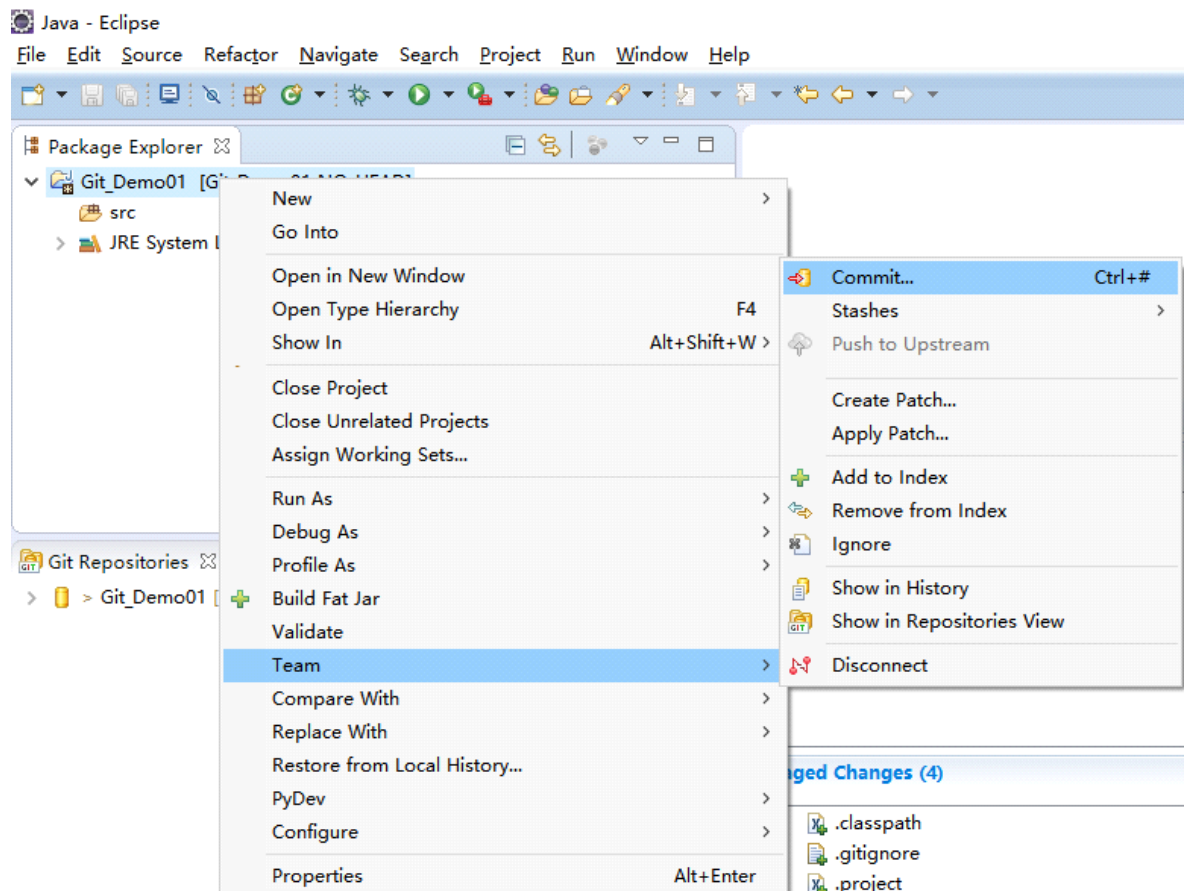 Java - Eclipse
File Edit Source Refactor Navigate Search Project Run Window Help
Package Explorer
Git_Demo01
src
JRE System
New
Go Into
Open in New Window
Open Type Hierarchy F4
Show In Alt+Shift+W
Close Project
Close Unrelated Projects
Assign Working Sets...
Run As
Debug As
Profile As
Build Fat Jar
Validate
Team
Compare With
Replace With
Restore from Local History...
PyDev
Configure
Properties Alt+Enter
Commit... Ctrl+#
Stashes
Push to Upstream
Create Patch...
Apply Patch...
Add to Index
Remove from Index
Ignore
Show in History
Show in Repositories View
Disconnect
Git Repositories
> Git_Demo01 [
Changes (4)
.classpath
.gitignore
.project